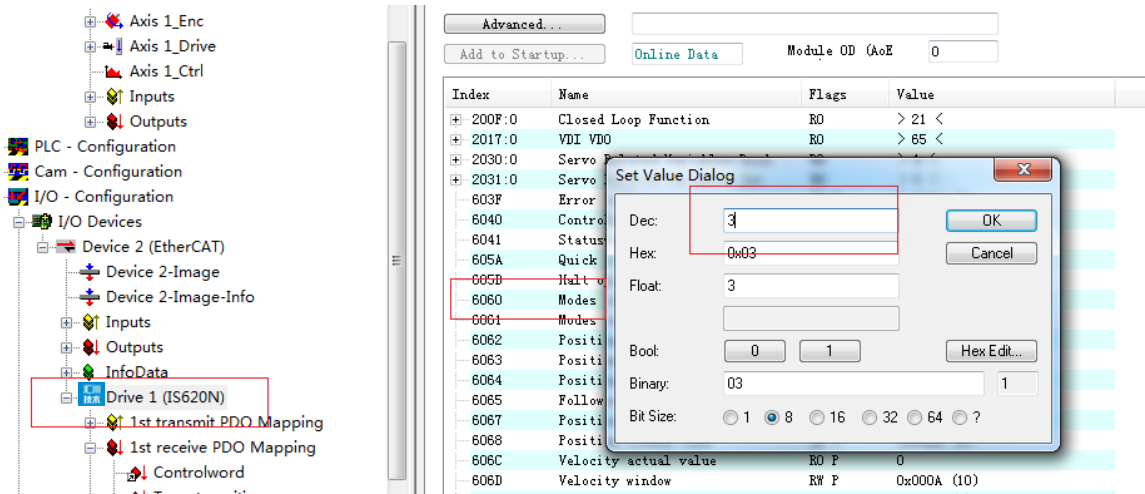 Axis 1_Enc
Axis 1_Drive
Axis 1_Ctrl
Inputs
Outputs
PLC - Configuration
Cam - Configuration
I/O - Configuration
I/O Devices
Device 2 (EtherCAT)
Device 2-Image
Device 2-Image-Info
Inputs
Outputs
InfoData
汇川
技术
Drive 1 (IS620N)
1st transmit PDO Mapping
1st receive PDO Mapping
Controlword
Advanced...
Add to Startup... Online Data Module OD (AoE 0
Index Name Flags Value
200F:0 Closed Loop Function RO > 21 <
2017:0 VDI VDO RO > 65 <
2030:0 Servo
2031:0 Servo
603F Error
6040 Contro
6041 Status
605A Quick
605D Halt o
6060 Modes
6061 Modes
6062 Positi
6063 Positi
6064 Positi
6065 Follow
6067 Positi
6068 Positi
606C Velocity actual value RO P 0
606D Velocity window RW P 0x000A (10)
Set Value Dialog
Dec: 3 OK
Hex: 0x03 Cancel
Float: 3
Bool: 0 1 Hex Edit...
Binary: 03 1
Bit Size: 1 8 16 32 64 ?